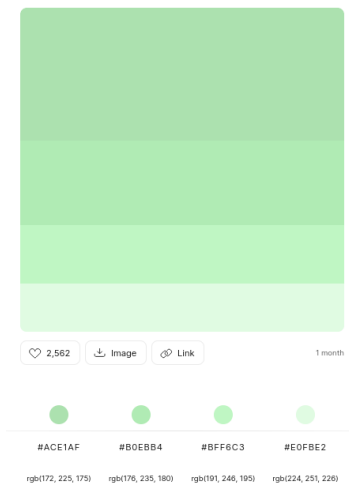 2,562 Image Link 1 month
#ACE1AF #B0EBB4 #BFF6C3 #E0FBE2
rgb(172, 225, 175) rgb(176, 235, 180) rgb(191, 246, 195) rgb(224, 251, 226)